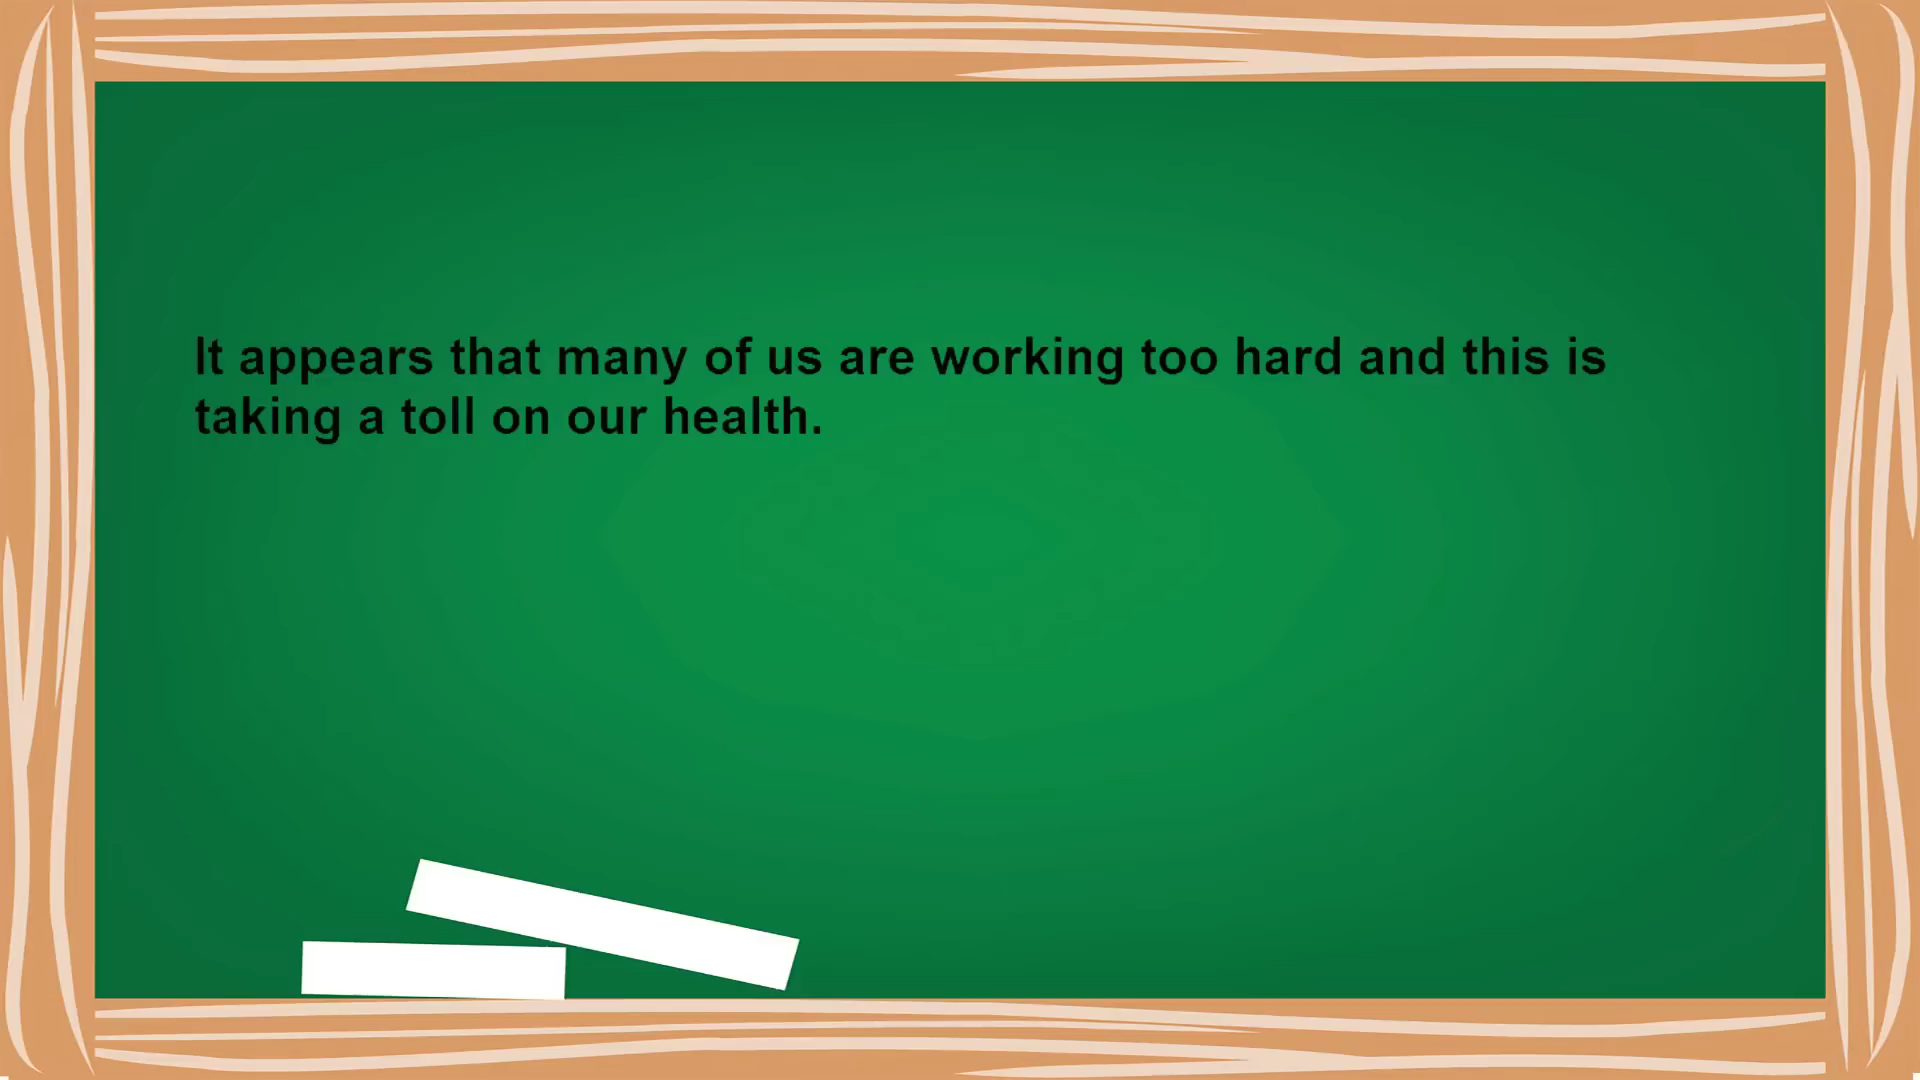 It appears that many of us are working too hard and this is
taking a toll on our health.